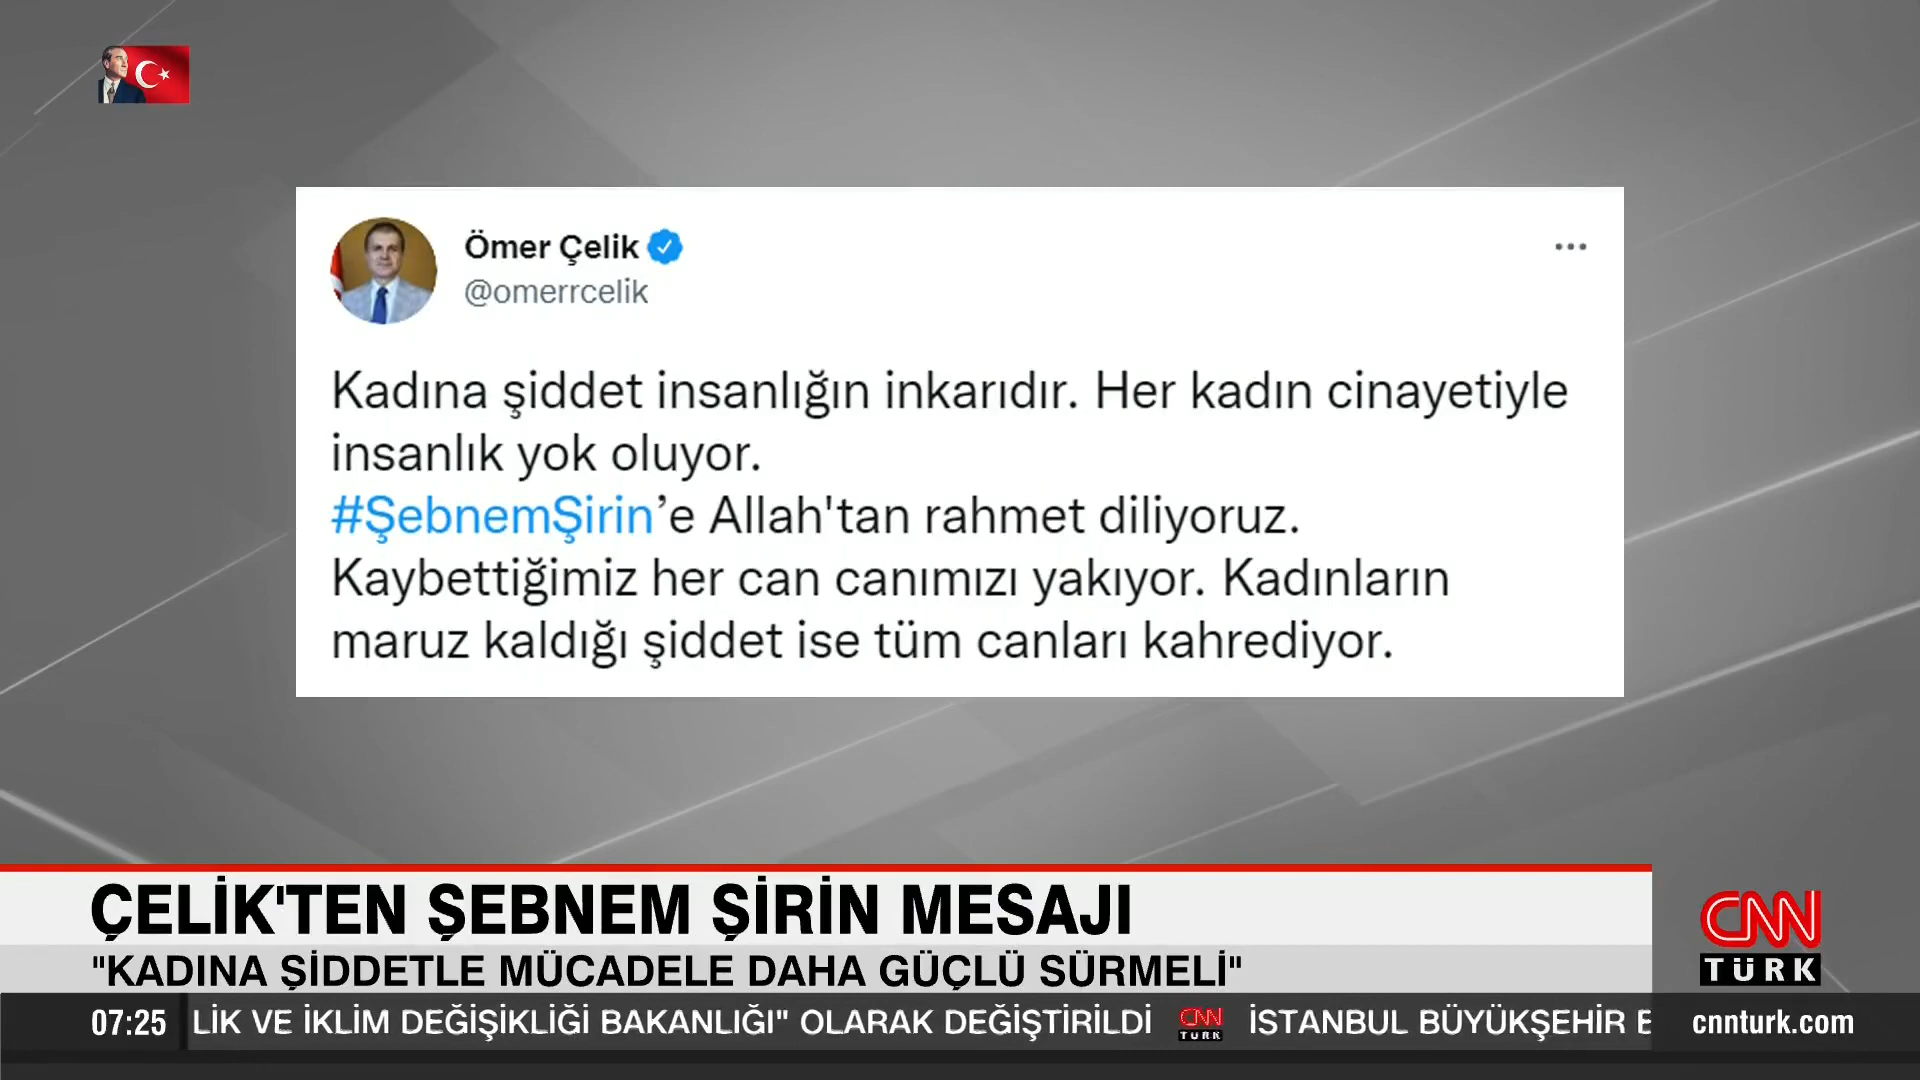 Ömer Çelik
@omerrcelik
Kadına şiddet insanlığın inkarıdır. Her kadın cinayetiyle
insanlık yok oluyor.
#ŞebnemŞirin’e Allah'tan rahmet diliyoruz.
Kaybettiğimiz her can canımızı yakıyor. Kadınların
maruz kaldığı şiddet ise tüm canları kahrediyor.
ÇELİK'TEN ŞEBNEM ŞİRİN MESAJI
"KADINA ŞİDDETLE MÜCADELE DAHA GÜÇLÜ SÜRMELİ"
CNN
TÜRK
07:25 LİK VE İKLİM DEĞİŞİKLİĞİ BAKANLIĞI" OLARAK DEĞİŞTİRİLDİ CNN TÜRK İSTANBUL BÜYÜKŞEHİR B cnnturk.com